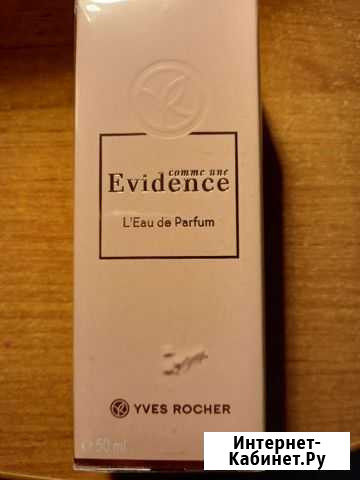 comme une
Evidence
L'Eau de Parfum
YVES ROCHER
50 ml
Интернет-
Кабинет.Ру